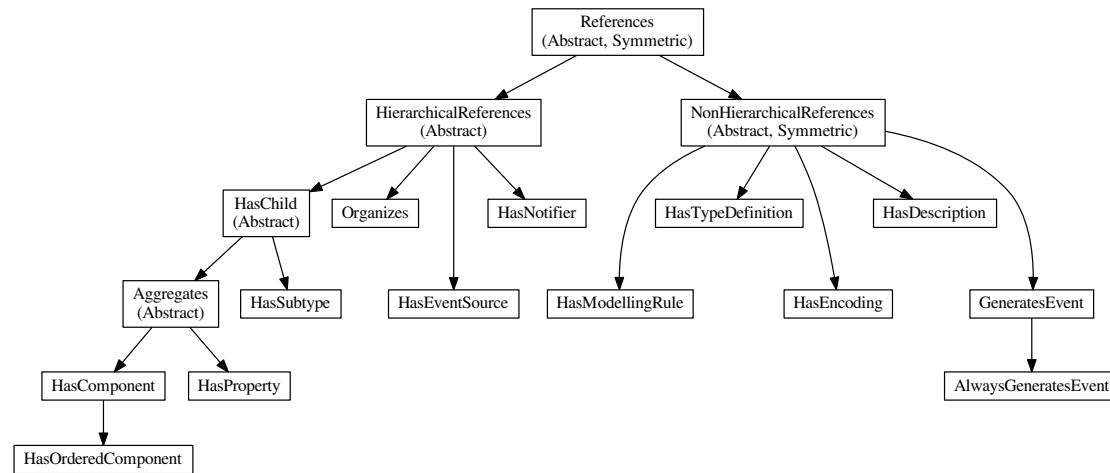 References
(Abstract, Symmetric)
HierarchicalReferences
(Abstract)
NonHierarchicalReferences
(Abstract, Symmetric)
HasChild
(Abstract)
Organizes
HasNotifier
HasTypeDefinition
HasDescription
Aggregates
(Abstract)
HasSubtype
HasEventSource
HasModellingRule
HasEncoding
GeneratesEvent
HasComponent
HasProperty
AlwaysGeneratesEvent
HasOrderedComponent